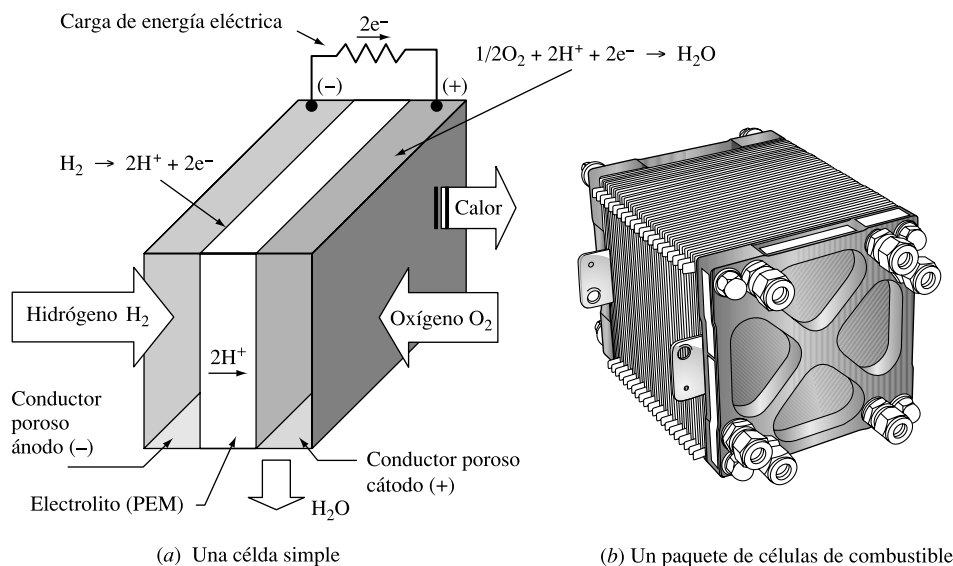 Carga de energía eléctrica
2e⁻
1/2O₂ + 2H⁺ + 2e⁻ → H₂O
(–)
(+)
H₂ → 2H⁺ + 2e⁻
Calor
Hidrógeno H₂
Oxígeno O₂
2H⁺
Conductor
poroso
ánodo (–)
Conductor poroso
cátodo (+)
Electrolito (PEM)
H₂O
(a) Una célda simple
(b) Un paquete de células de combustible